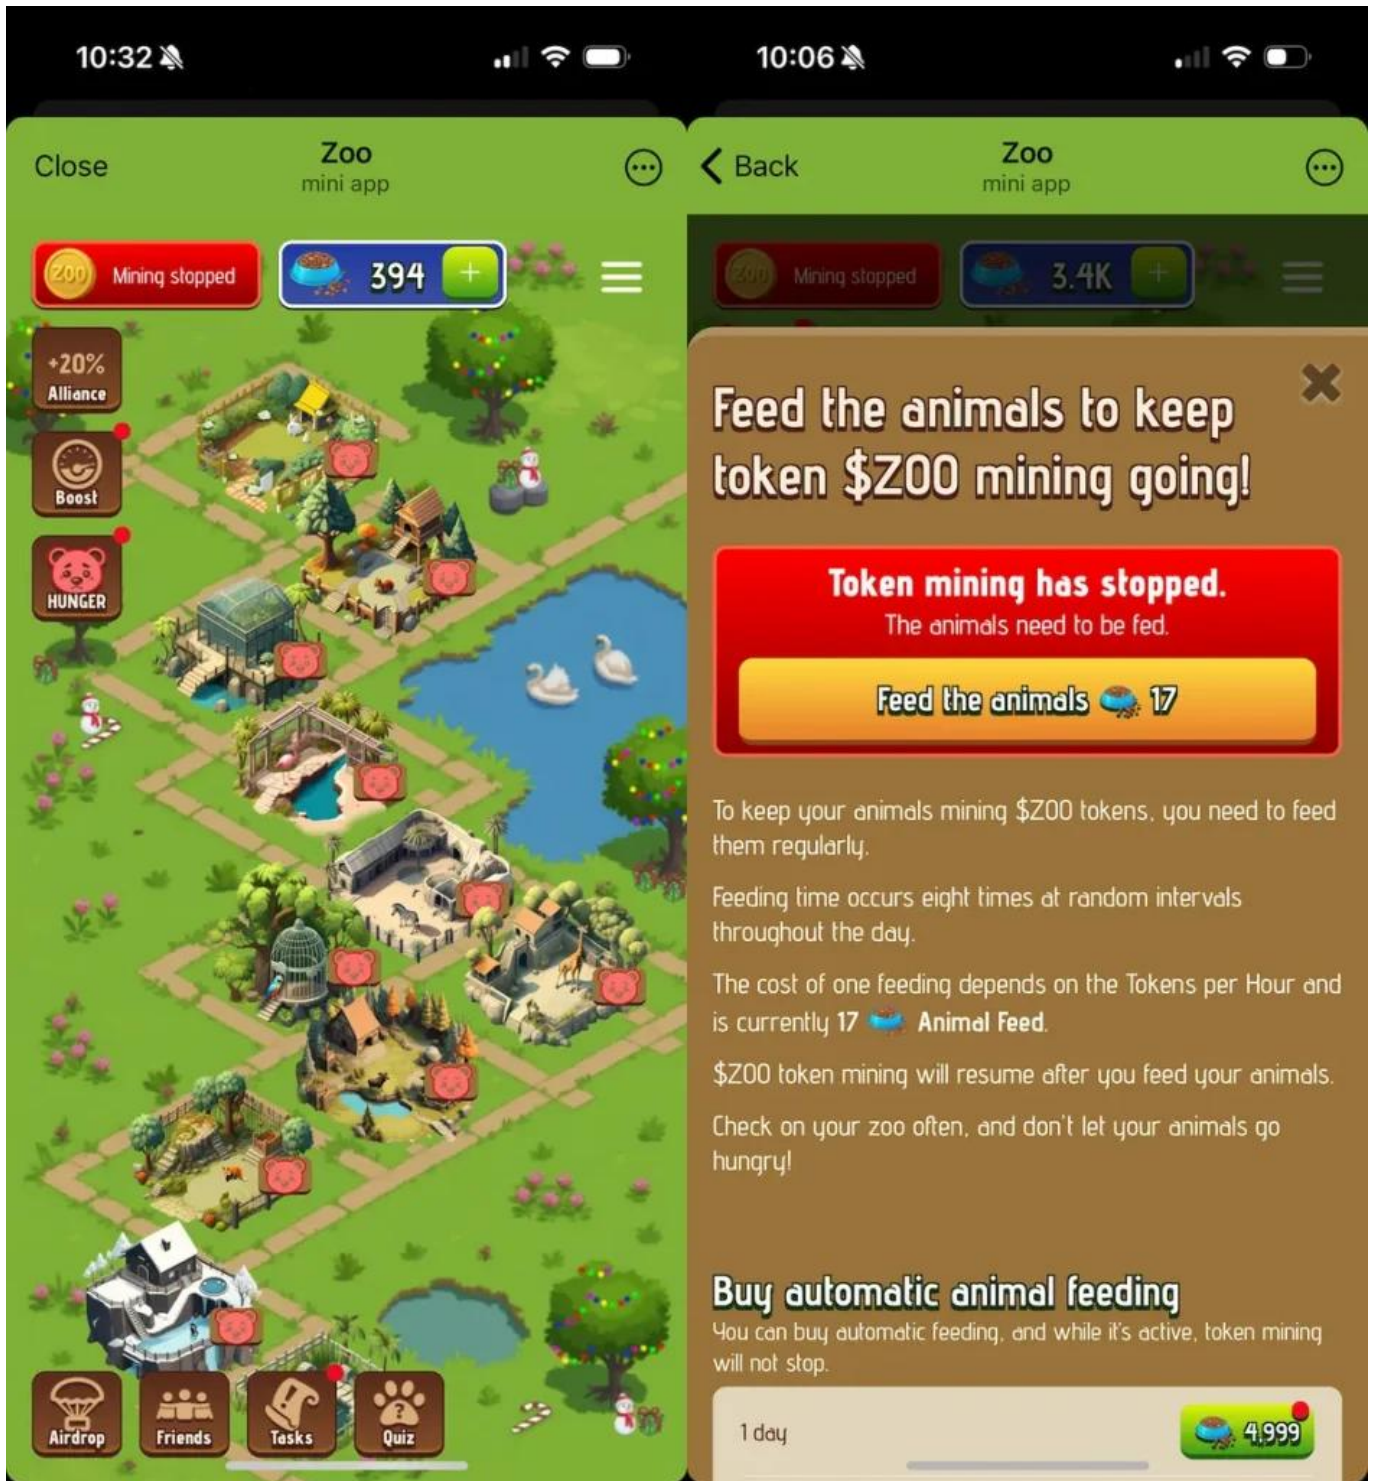 10:32
Close
Zoo
mini app
ZOO
Mining stopped
394
+
+20%
Alliance
Boost
HUNGER
Airdrop
Friends
Tasks
?
Quiz
10:06
Back
Zoo
mini app
ZOO
Mining stopped
3.4K
+
Feed the animals to keep
token $ZOO mining going!
Token mining has stopped.
The animals need to be fed.
Feed the animals 17
To keep your animals mining $ZOO tokens, you need to feed
them regularly.
Feeding time occurs eight times at random intervals
throughout the day.
The cost of one feeding depends on the Tokens per Hour and
is currently 17 Animal Feed.
$ZOO token mining will resume after you feed your animals.
Check on your zoo often, and don't let your animals go
hungry!
Buy automatic animal feeding
You can buy automatic feeding, and while it's active, token mining
will not stop.
1 day
4,999